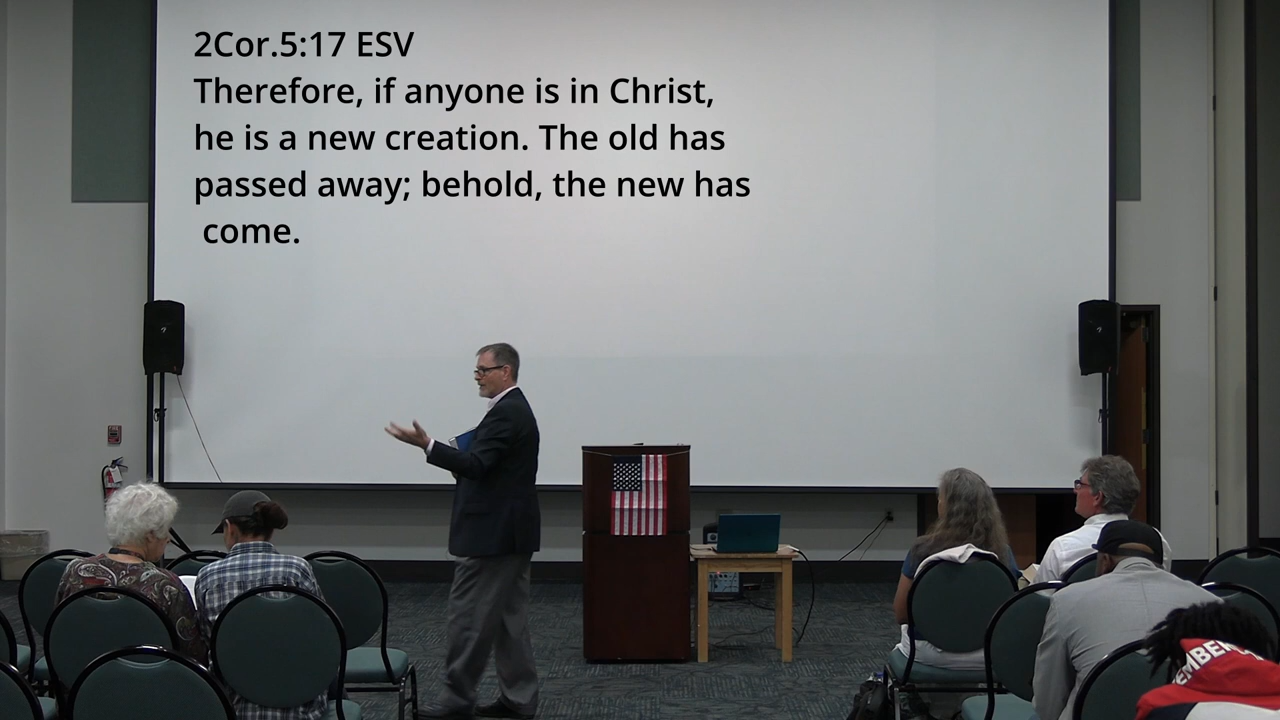 2Cor.5:17 ESV
Therefore, if anyone is in Christ,
he is a new creation. The old has
passed away; behold, the new has
come.
EMBER